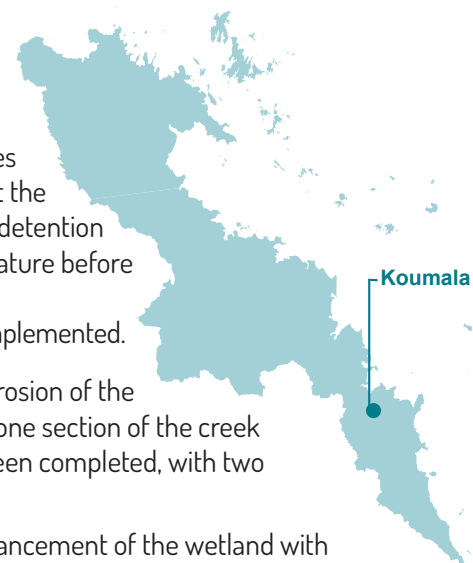 es
t the
detention
ature before
Koumala
nplemented.
rosion of the
one section of the creek
een completed, with two
ancement of the wetland with